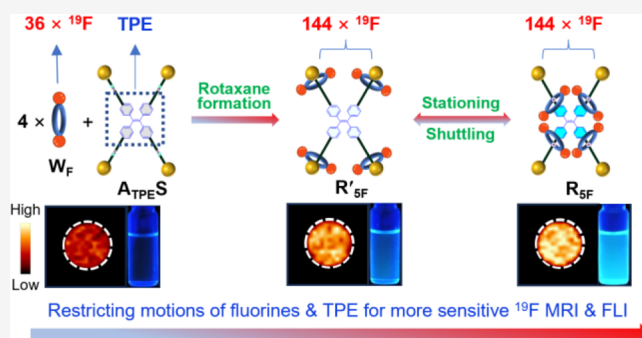 36 × ¹⁹F
TPE
144 × ¹⁹F
144 × ¹⁹F
Rotaxane
formation
Stationing
Shuttling
4 ×
+
W_F
A_TPE S
R'_5F
R_5F
High
Low
Restricting motions of fluorines & TPE for more sensitive ¹⁹F MRI & FLI